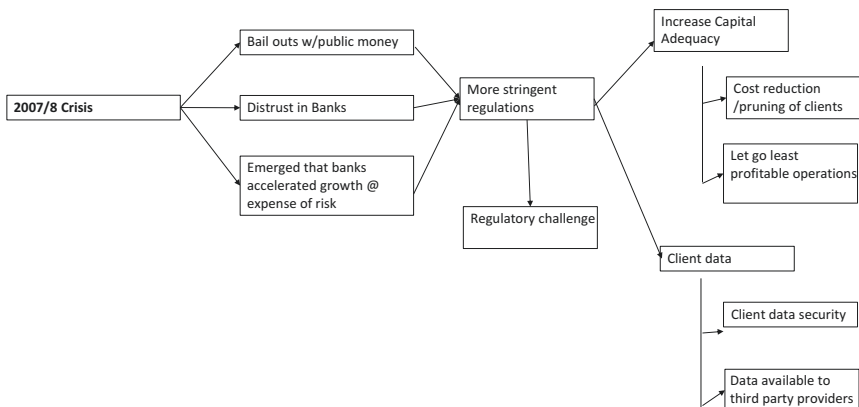 2007/8 Crisis
Bail outs w/public money
Distrust in Banks
Emerged that banks
accelerated growth @
expense of risk
More stringent
regulations
Regulatory challenge
Increase Capital
Adequacy
Cost reduction
/pruning of clients
Let go least
profitable operations
Client data
Client data security
Data available to
third party providers